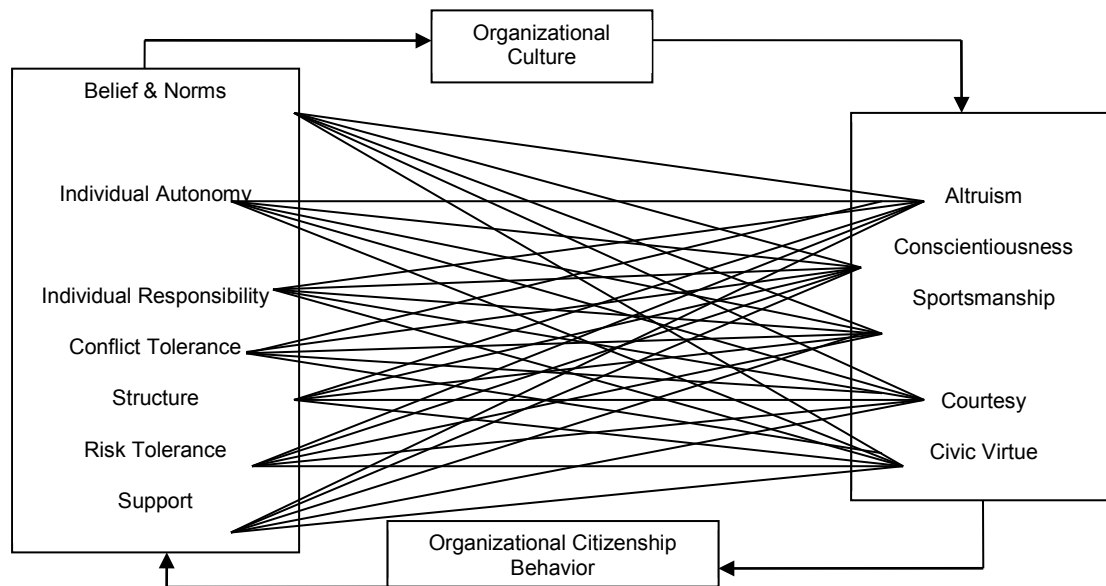 Organizational
Culture
Belief & Norms
Individual Autonomy
Individual Responsibility
Conflict Tolerance
Structure
Risk Tolerance
Support
Altruism
Conscientiousness
Sportsmanship
Courtesy
Civic Virtue
Organizational Citizenship
Behavior